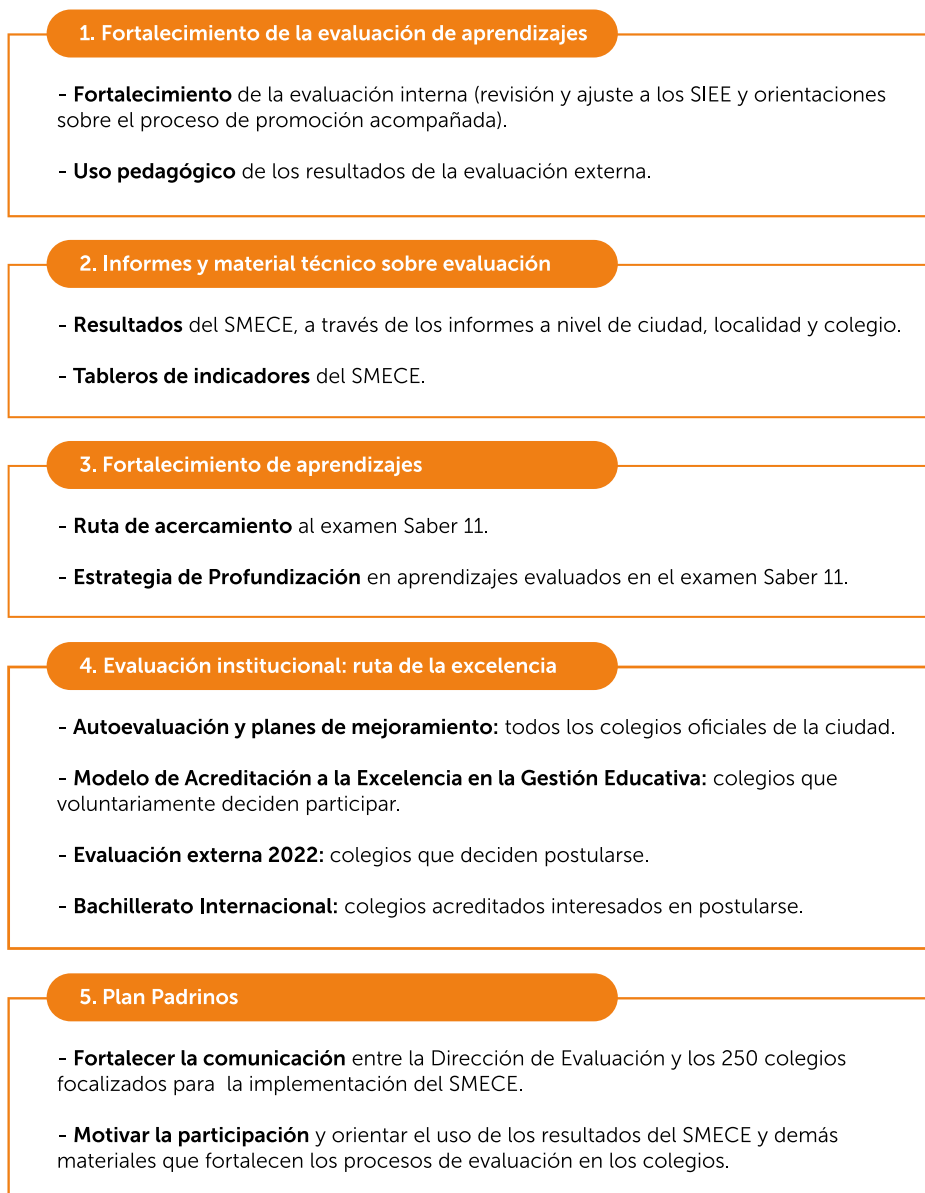 1. Fortalecimiento de la evaluación de aprendizajes
- Fortalecimiento de la evaluación interna (revisión y ajuste a los SIEE y orientaciones
sobre el proceso de promoción acompañada).
- Uso pedagógico de los resultados de la evaluación externa.
2. Informes y material técnico sobre evaluación
- Resultados del SMECE, a través de los informes a nivel de ciudad, localidad y colegio.
- Tableros de indicadores del SMECE.
3. Fortalecimiento de aprendizajes
- Ruta de acercamiento al examen Saber 11.
- Estrategia de Profundización en aprendizajes evaluados en el examen Saber 11.
4. Evaluación institucional: ruta de la excelencia
- Autoevaluación y planes de mejoramiento: todos los colegios oficiales de la ciudad.
- Modelo de Acreditación a la Excelencia en la Gestión Educativa: colegios que
voluntariamente deciden participar.
- Evaluación externa 2022: colegios que deciden postularse.
- Bachillerato Internacional: colegios acreditados interesados en postularse.
5. Plan Padrinos
- Fortalecer la comunicación entre la Dirección de Evaluación y los 250 colegios
focalizados para la implementación del SMECE.
- Motivar la participación y orientar el uso de los resultados del SMECE y demás
materiales que fortalecen los procesos de evaluación en los colegios.